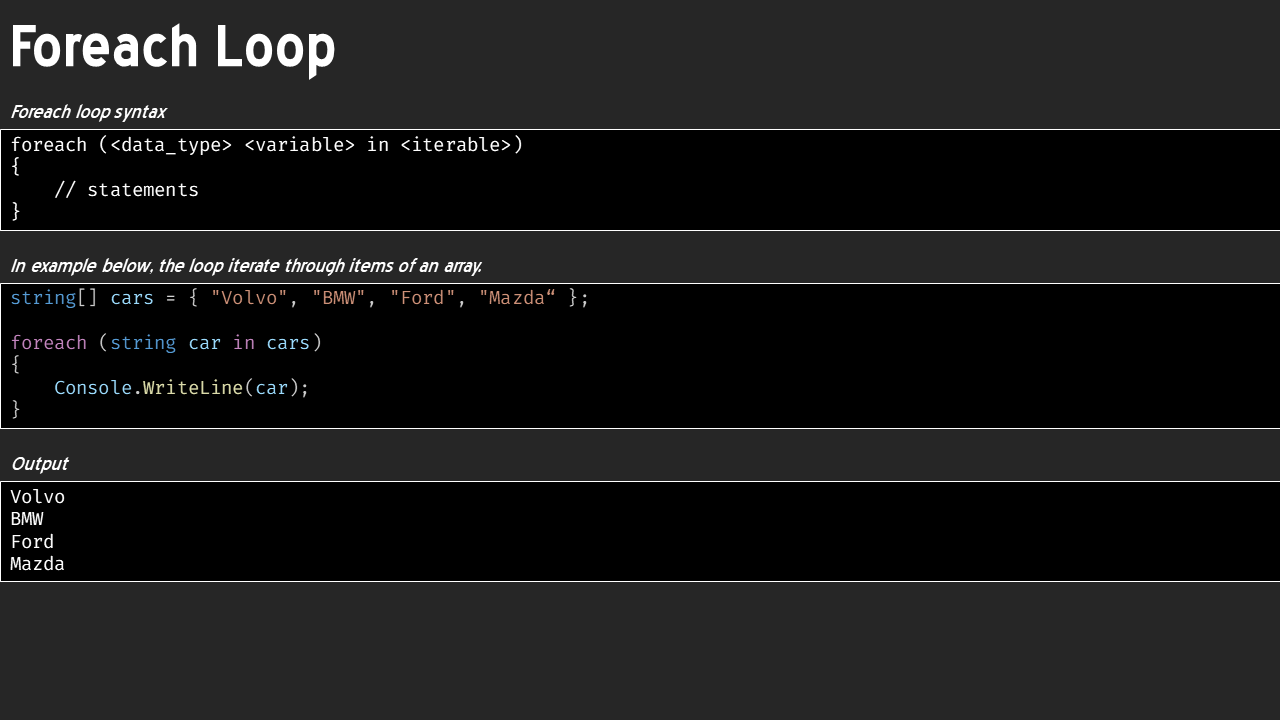 Foreach Loop
Foreach loop syntax
foreach (<data_type> <variable> in <iterable>)
{
    // statements
}
In example below, the loop iterate through items of an array.
string[] cars = { "Volvo", "BMW", "Ford", "Mazda“ };
foreach (string car in cars)
{
    Console.WriteLine(car);
}
Output
Volvo
BMW
Ford
Mazda